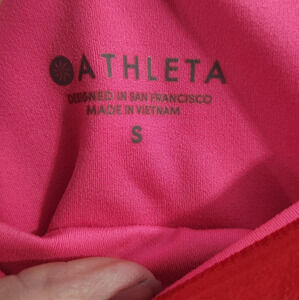 ATHLETA
DESIGNED IN SAN FRANCISCO
MADE IN VIETNAM
S